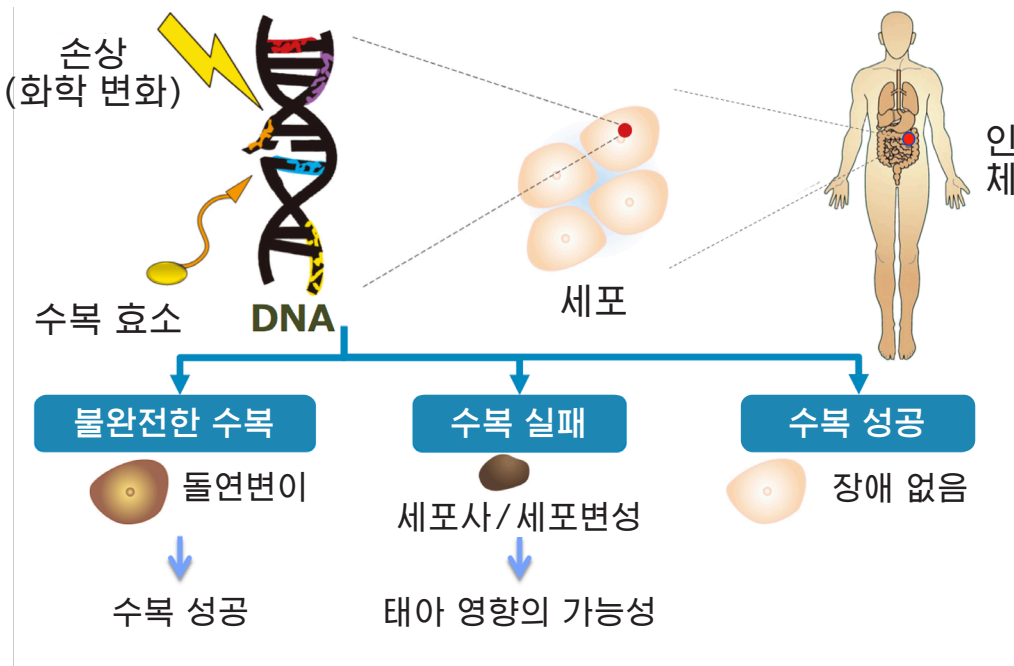 손상
(화학 변화)
인체
세포
수복 효소
DNA
불완전한 수복
수복 실패
수복 성공
돌연변이
세포사/세포변성
장애 없음
수복 성공
태아 영향의 가능성